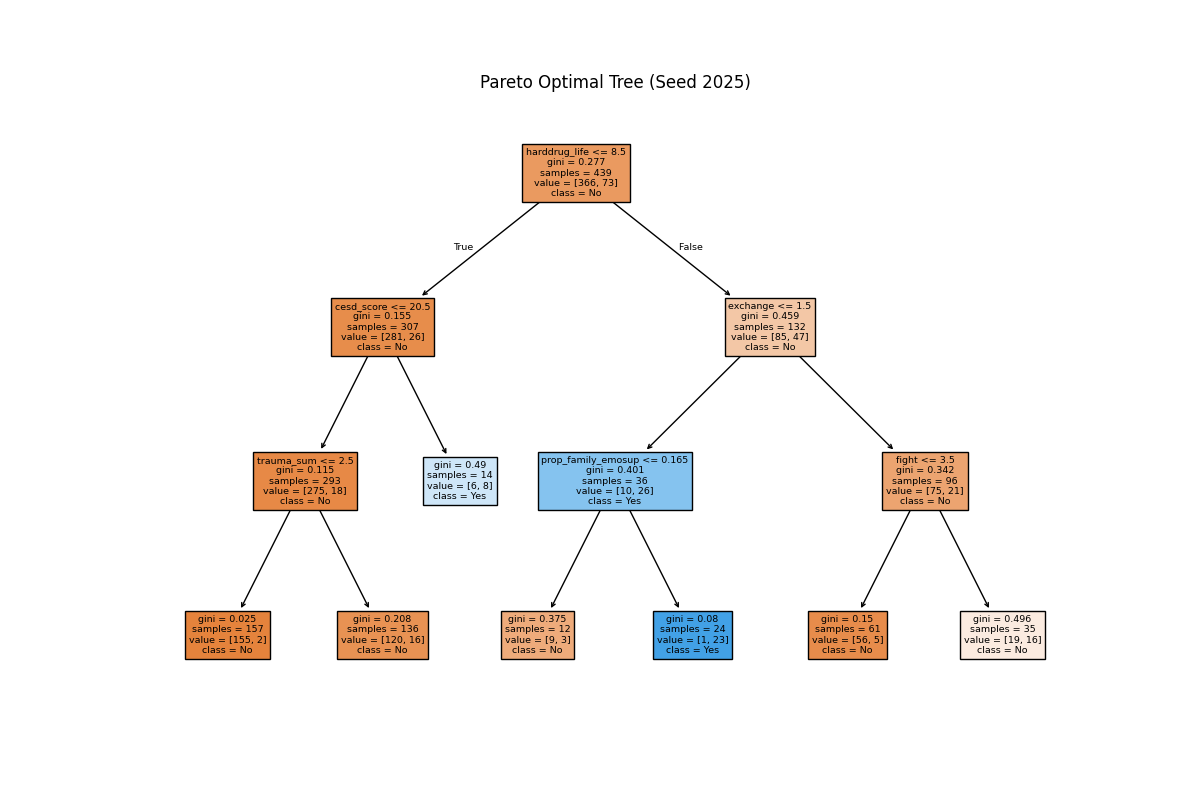 Pareto Optimal Tree (Seed 2025)
harddrug_life <= 8.5
gini = 0.277
samples = 439
value = [366, 73]
class = No
True
False
cesd_score <= 20.5
gini = 0.155
samples = 307
value = [281, 26]
class = No
exchange <= 1.5
gini = 0.459
samples = 132
value = [85, 47]
class = No
trauma_sum <= 2.5
gini = 0.115
samples = 293
value = [275, 18]
class = No
gini = 0.49
samples = 14
value = [6, 8]
class = Yes
prop_family_emosup <= 0.165
gini = 0.401
samples = 36
value = [10, 26]
class = Yes
fight <= 3.5
gini = 0.342
samples = 96
value = [75, 21]
class = No
gini = 0.025
samples = 157
value = [155, 2]
class = No
gini = 0.208
samples = 136
value = [120, 16]
class = No
gini = 0.375
samples = 12
value = [9, 3]
class = No
gini = 0.08
samples = 24
value = [1, 23]
class = Yes
gini = 0.15
samples = 61
value = [56, 5]
class = No
gini = 0.496
samples = 35
value = [19, 16]
class = No